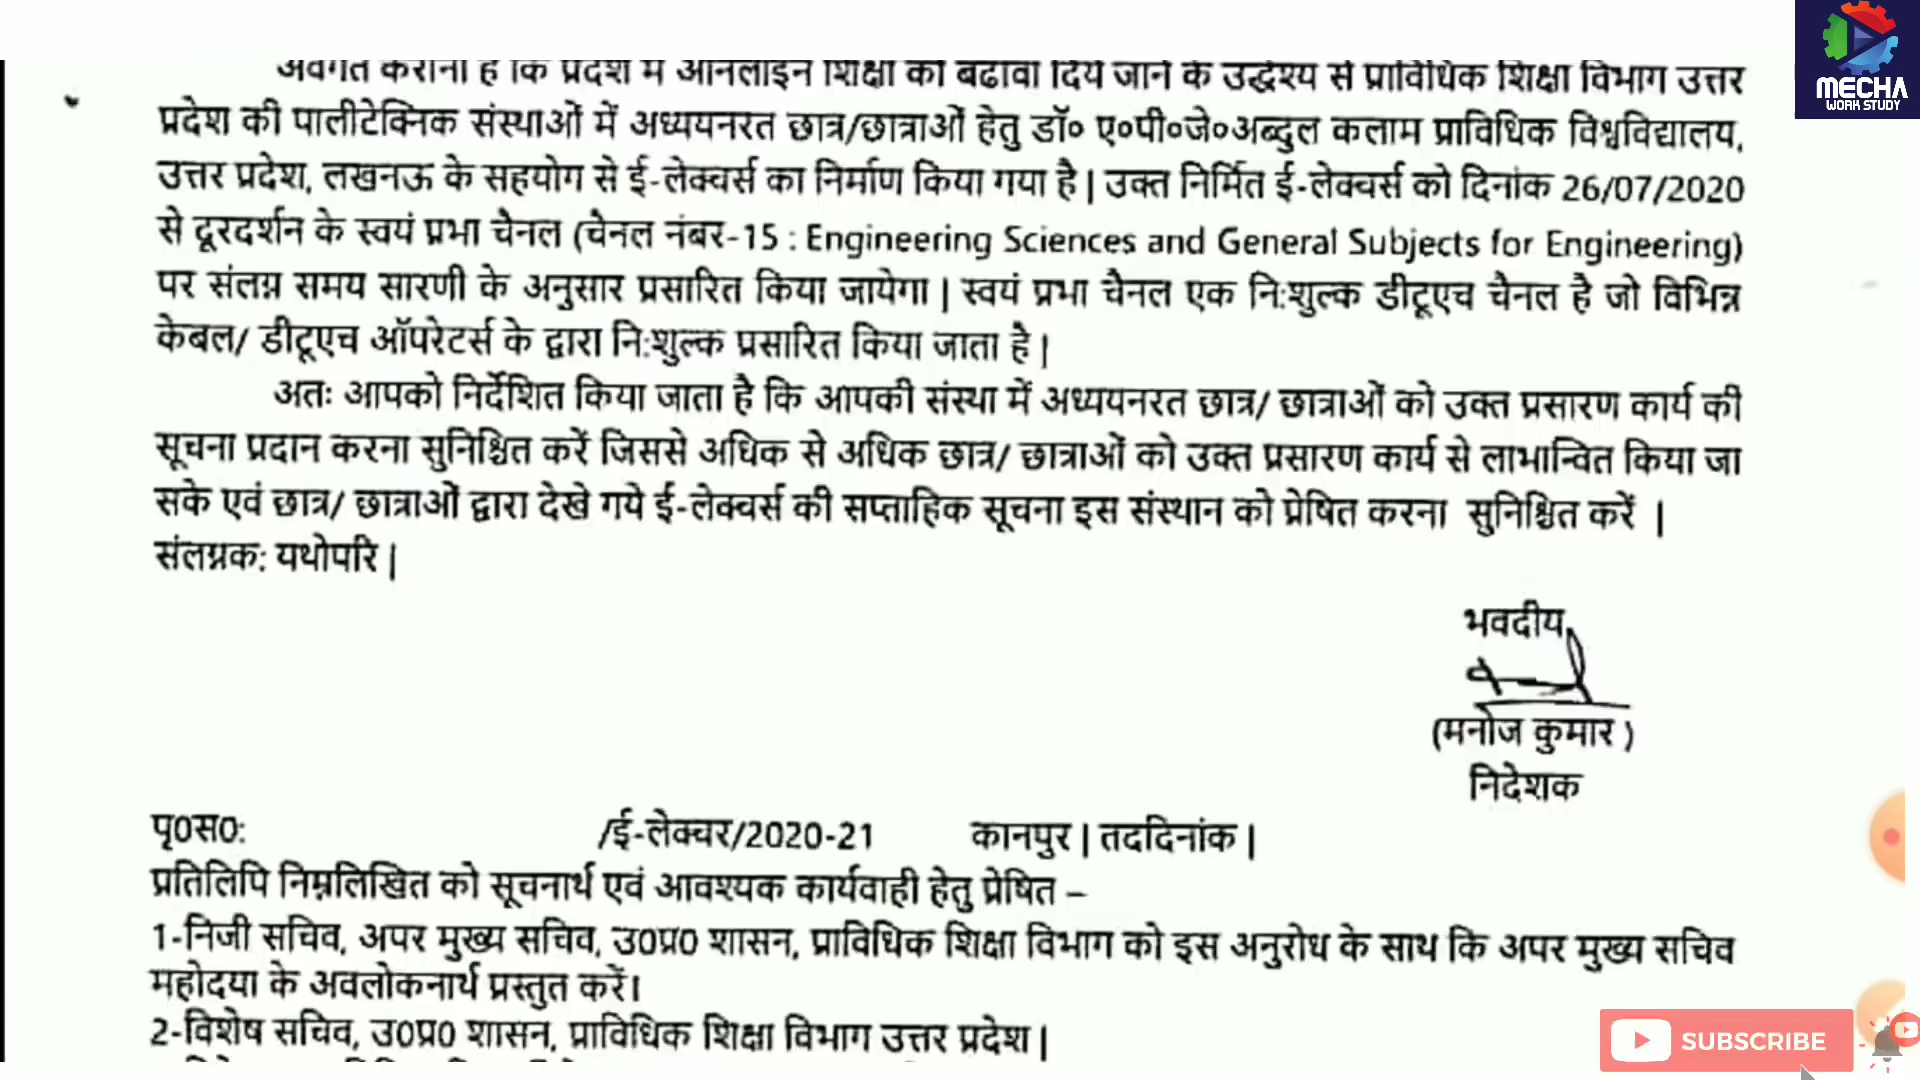 अवगत कराना है कि प्रदेश में ऑनलाइन शिक्षा को बढावा दिये जाने के उद्धेश्य से प्राविधिक शिक्षा विभाग उत्तर
प्रदेश की पालीटेक्निक संस्थाओं में अध्ययनरत छात्र/छात्राओं हेतु डॉ० ए०पी०जे०अब्दुल कलाम प्राविधिक विश्वविद्यालय,
उत्तर प्रदेश, लखनऊ के सहयोग से ई-लेक्चर्स का निर्माण किया गया है | उक्त निर्मित ई-लेक्चर्स को दिनांक 26/07/2020
से दूरदर्शन के स्वयं प्रभा चैनल (चैनल नंबर-15 : Engineering Sciences and General Subjects for Engineering)
पर संलग्न समय सारणी के अनुसार प्रसारित किया जायेगा | स्वयं प्रभा चैनल एक नि:शुल्क डीटूएच चैनल है जो विभिन्न
केबल/ डीटूएच ऑपरेटर्स के द्वारा नि:शुल्क प्रसारित किया जाता है |
अतः आपको निर्देशित किया जाता है कि आपकी संस्था में अध्ययनरत छात्र/ छात्राओं को उक्त प्रसारण कार्य की
सूचना प्रदान करना सुनिश्चित करें जिससे अधिक से अधिक छात्र/ छात्राओं को उक्त प्रसारण कार्य से लाभान्वित किया जा
सके एवं छात्र/ छात्राओं द्वारा देखे गये ई-लेक्चर्स की सप्ताहिक सूचना इस संस्थान को प्रेषित करना सुनिश्चित करें |
संलग्नक: यथोपरि |
भवदीय,
(मनोज कुमार )
निदेशक
पृ0स0: /ई-लेक्चर/2020-21 कानपुर | तददिनांक |
प्रतिलिपि निम्नलिखित को सूचनार्थ एवं आवश्यक कार्यवाही हेतु प्रेषित –
1-निजी सचिव, अपर मुख्य सचिव, उ0प्र0 शासन, प्राविधिक शिक्षा विभाग को इस अनुरोध के साथ कि अपर मुख्य सचिव
महोदया के अवलोकनार्थ प्रस्तुत करें।
2-विशेष सचिव, उ0प्र0 शासन, प्राविधिक शिक्षा विभाग उत्तर प्रदेश |
MECHA
WORK STUDY
SUBSCRIBE